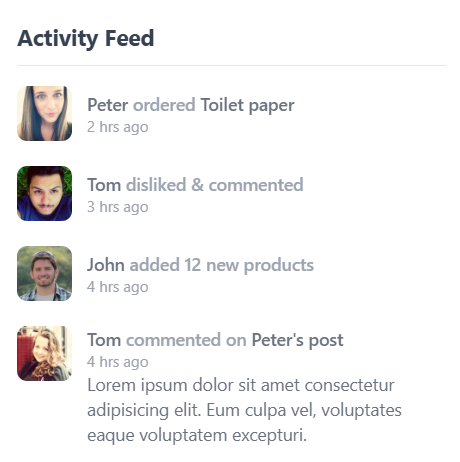 Activity Feed
Peter ordered Toilet paper
2 hrs ago
Tom disliked & commented
3 hrs ago
John added 12 new products
4 hrs ago
Tom commented on Peter's post
4 hrs ago
Lorem ipsum dolor sit amet consectetur
adipisicing elit. Eum culpa vel, voluptates
eaque voluptatem excepturi.